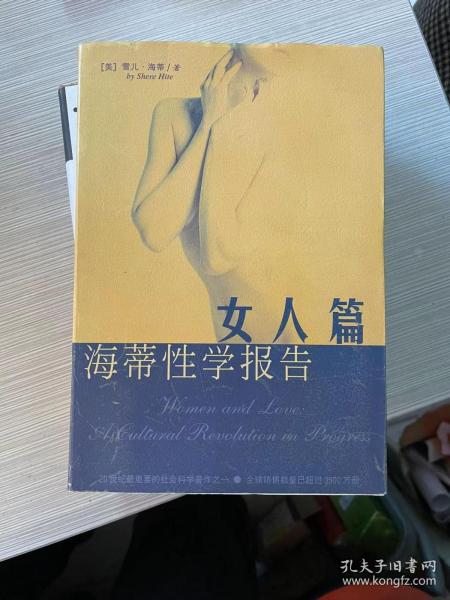 [美] 雪儿·海蒂/著
by Shere Hite
女人篇
海蒂性学报告
Women and Love:
A Cultural Revolution in Progress
20世纪最重要的社会科学著作之一 ● 全球销售数量已超过3500万册
孔夫子旧书网
www.kongfz.com